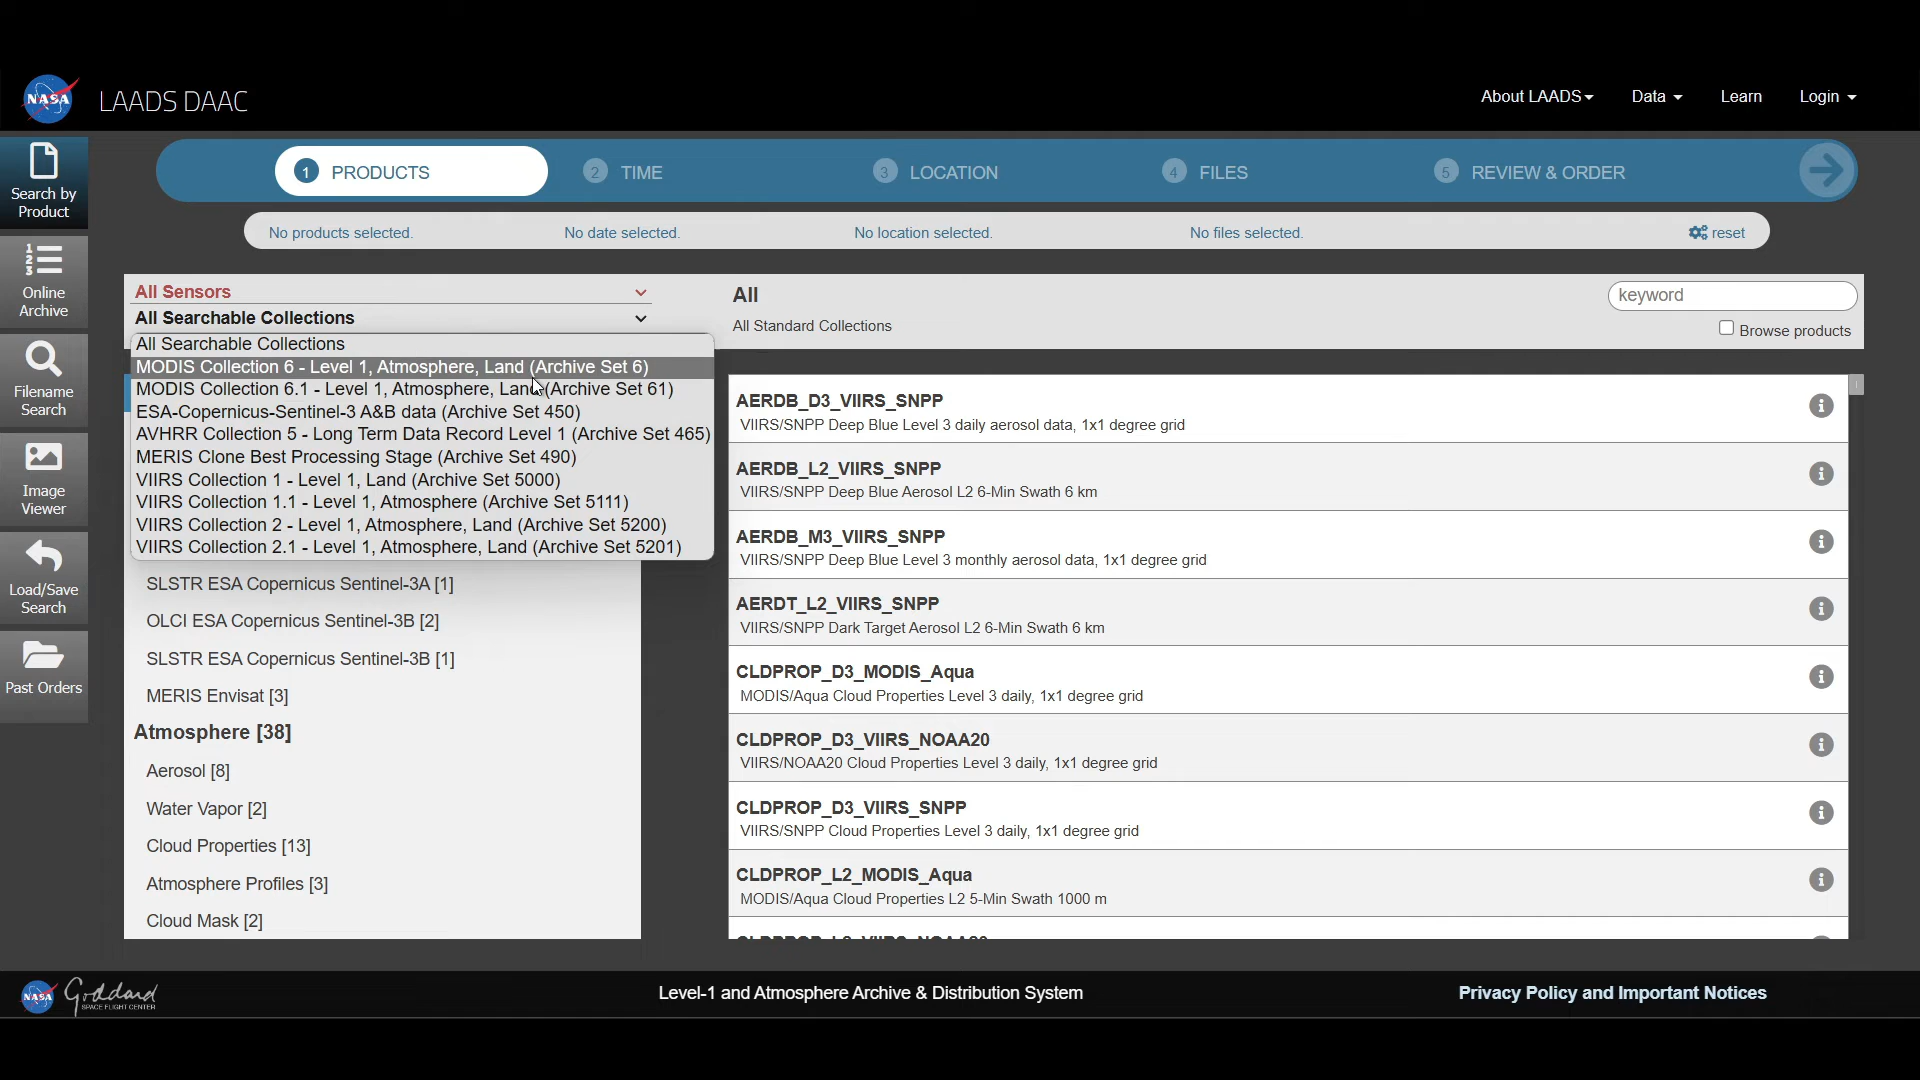 NASA
LAADS DAAC
About LAADS
Data
Learn
Login
Search by
Product
Online
Archive
Filename
Search
Image
Viewer
Load/Save
Search
Past Orders
1 PRODUCTS
2 TIME
3 LOCATION
4 FILES
5 REVIEW & ORDER
No products selected.
No date selected.
No location selected.
No files selected.
reset
All Sensors
All Searchable Collections
All Searchable Collections
MODIS Collection 6 - Level 1, Atmosphere, Land (Archive Set 6)
MODIS Collection 6.1 - Level 1, Atmosphere, Land (Archive Set 61)
ESA-Copernicus-Sentinel-3 A&B data (Archive Set 450)
AVHRR Collection 5 - Long Term Data Record Level 1 (Archive Set 465)
MERIS Clone Best Processing Stage (Archive Set 490)
VIIRS Collection 1 - Level 1, Land (Archive Set 5000)
VIIRS Collection 1.1 - Level 1, Atmosphere (Archive Set 5111)
VIIRS Collection 2 - Level 1, Atmosphere, Land (Archive Set 5200)
VIIRS Collection 2.1 - Level 1, Atmosphere, Land (Archive Set 5201)
SLSTR ESA Copernicus Sentinel-3A [1]
OLCI ESA Copernicus Sentinel-3B [2]
SLSTR ESA Copernicus Sentinel-3B [1]
MERIS Envisat [3]
Atmosphere [38]
Aerosol [8]
Water Vapor [2]
Cloud Properties [13]
Atmosphere Profiles [3]
Cloud Mask [2]
All
All Standard Collections
keyword
Browse products
AERDB_D3_VIIRS_SNPP
VIIRS/SNPP Deep Blue Level 3 daily aerosol data, 1x1 degree grid
AERDB_L2_VIIRS_SNPP
VIIRS/SNPP Deep Blue Aerosol L2 6-Min Swath 6 km
AERDB_M3_VIIRS_SNPP
VIIRS/SNPP Deep Blue Level 3 monthly aerosol data, 1x1 degree grid
AERDT_L2_VIIRS_SNPP
VIIRS/SNPP Dark Target Aerosol L2 6-Min Swath 6 km
CLDPROP_D3_MODIS_Aqua
MODIS/Aqua Cloud Properties Level 3 daily, 1x1 degree grid
CLDPROP_D3_VIIRS_NOAA20
VIIRS/NOAA20 Cloud Properties Level 3 daily, 1x1 degree grid
CLDPROP_D3_VIIRS_SNPP
VIIRS/SNPP Cloud Properties Level 3 daily, 1x1 degree grid
CLDPROP_L2_MODIS_Aqua
MODIS/Aqua Cloud Properties L2 5-Min Swath 1000 m
NASA
Goddard
SPACE FLIGHT CENTER
Level-1 and Atmosphere Archive & Distribution System
Privacy Policy and Important Notices